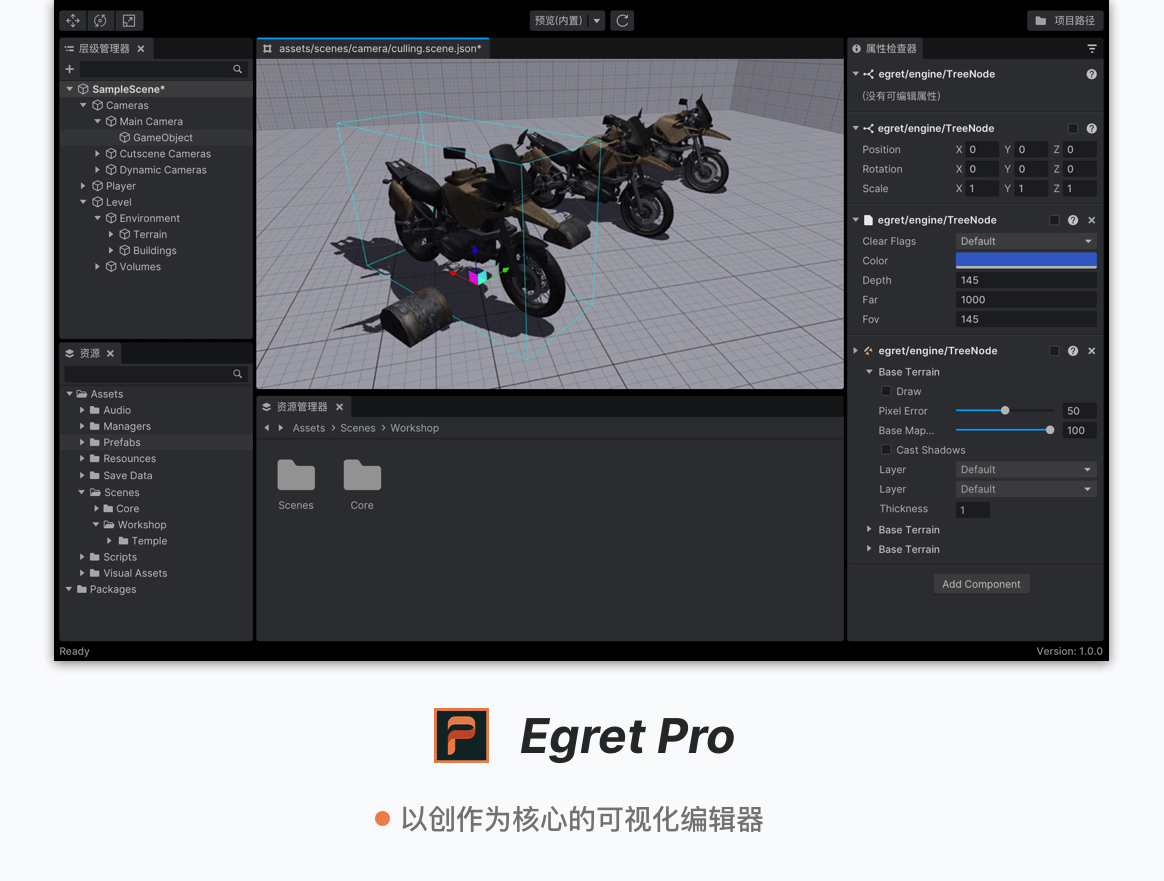 预览(内置)
项目路径
层级管理器
SampleScene*
Cameras
Main Camera
GameObject
Cutscene Cameras
Dynamic Cameras
Player
Level
Environment
Terrain
Buildings
Volumes
资源
Assets
Audio
Managers
Prefabs
Resounces
Save Data
Scenes
Core
Workshop
Temple
Scripts
Visual Assets
Packages
assets/scenes/camera/culling.scene.json*
资源管理器
Assets > Scenes > Workshop
Scenes
Core
属性检查器
egret/engine/TreeNode
(没有可编辑属性)
egret/engine/TreeNode
Position X 0 Y 0 Z 0
Rotation X 0 Y 0 Z 0
Scale X 1 Y 1 Z 1
egret/engine/TreeNode
Clear Flags Default
Color
Depth 145
Far 1000
Fov 145
egret/engine/TreeNode
Base Terrain
Draw
Pixel Error 50
Base Map... 100
Cast Shadows
Layer Default
Layer Default
Thickness 1
Base Terrain
Base Terrain
Add Component
Ready
Version: 1.0.0
Egret Pro
以创作为核心的可视化编辑器